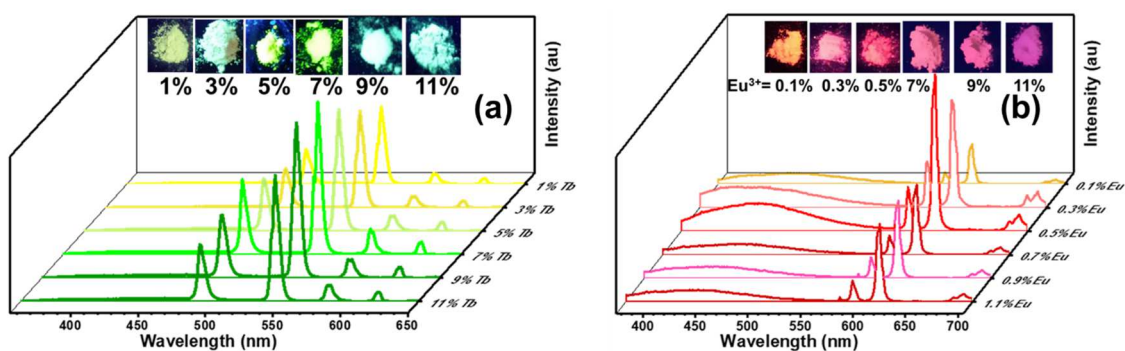 1% 3% 5% 7% 9% 11%
(a)
Intensity (au)
1% Tb
3% Tb
5% Tb
7% Tb
9% Tb
11% Tb
400 450 500 550 600 650
Wavelength (nm)
Eu³⁺= 0.1% 0.3% 0.5% 7% 9% 11%
(b)
Intensity (au)
0.1%Eu
0.3%Eu
0.5%Eu
0.7%Eu
0.9%Eu
1.1%Eu
400 450 500 550 600 650 700
Wavelength (nm)